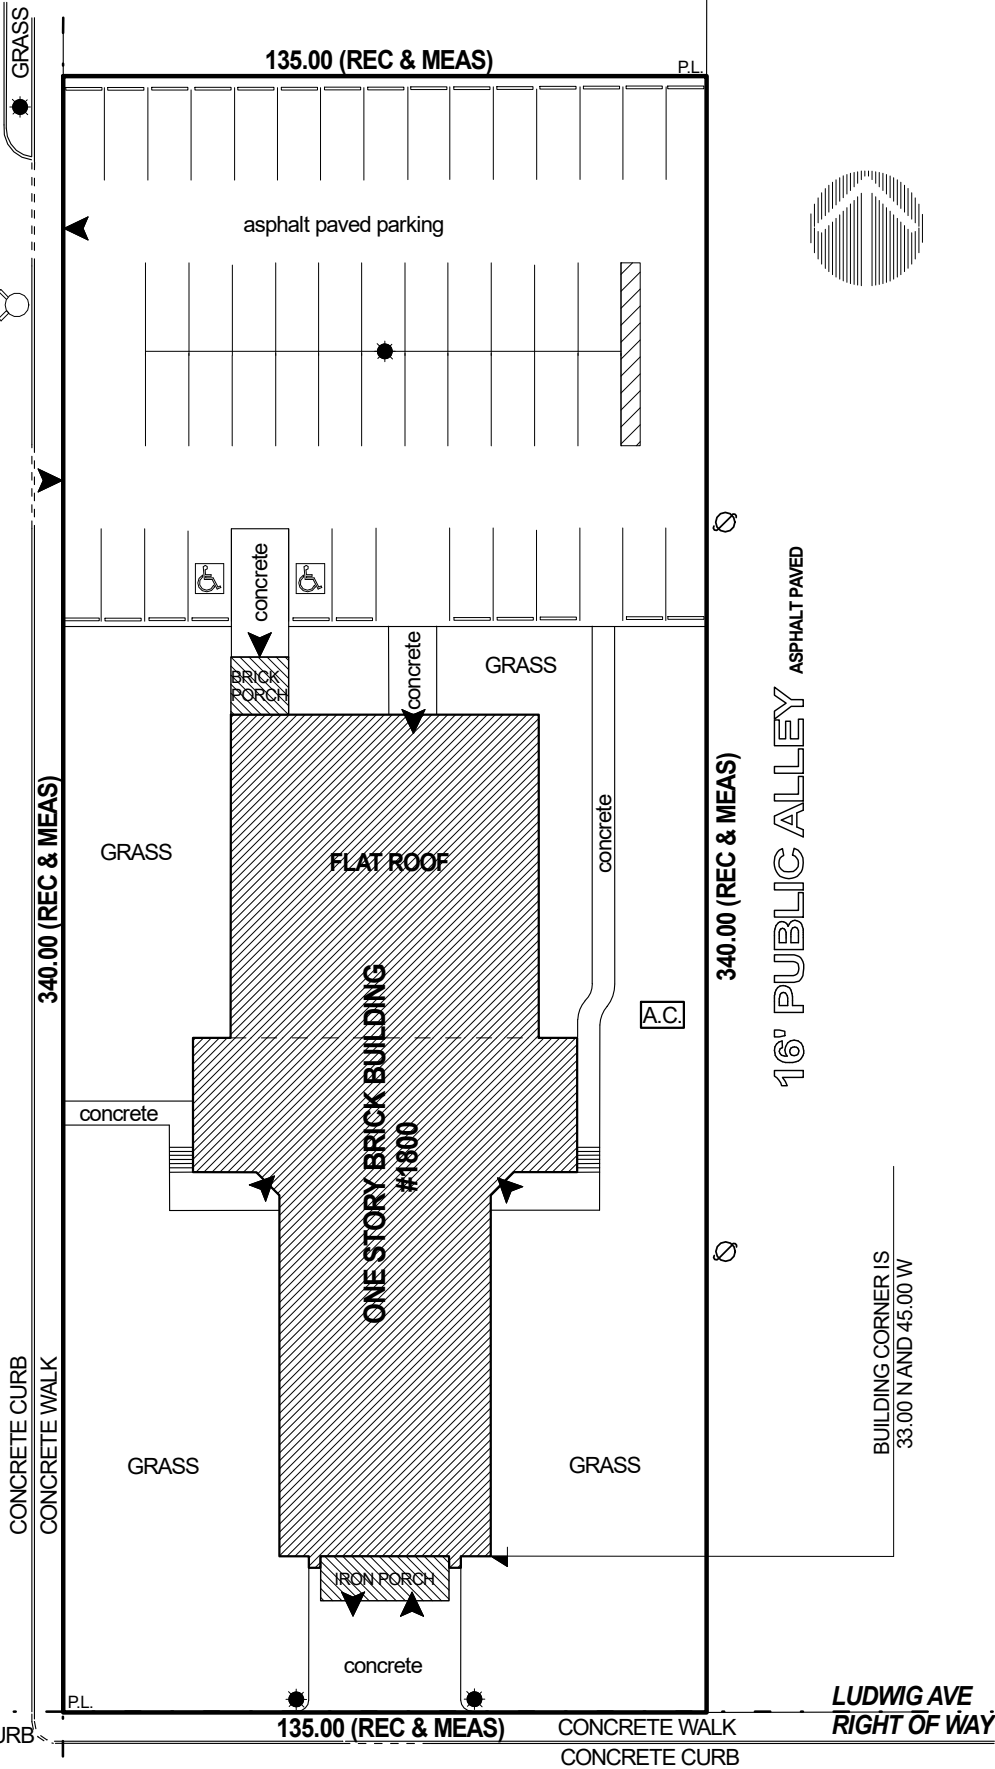 GRASS
135.00 (REC & MEAS)
P.L.
asphalt paved parking
concrete
BRICK
PORCH
concrete
GRASS
ASPHALT PAVED
16' PUBLIC ALLEY
340.00 (REC & MEAS)
340.00 (REC & MEAS)
GRASS
FLAT ROOF
concrete
A.C.
ONE STORY BRICK BUILDING
#1800
concrete
BUILDING CORNER IS
33.00 N AND 45.00 W
CONCRETE CURB
CONCRETE WALK
GRASS
GRASS
IRON PORCH
concrete
P.L.
LUDWIG AVE
RIGHT OF WAY
URB
135.00 (REC & MEAS)
CONCRETE WALK
CONCRETE CURB